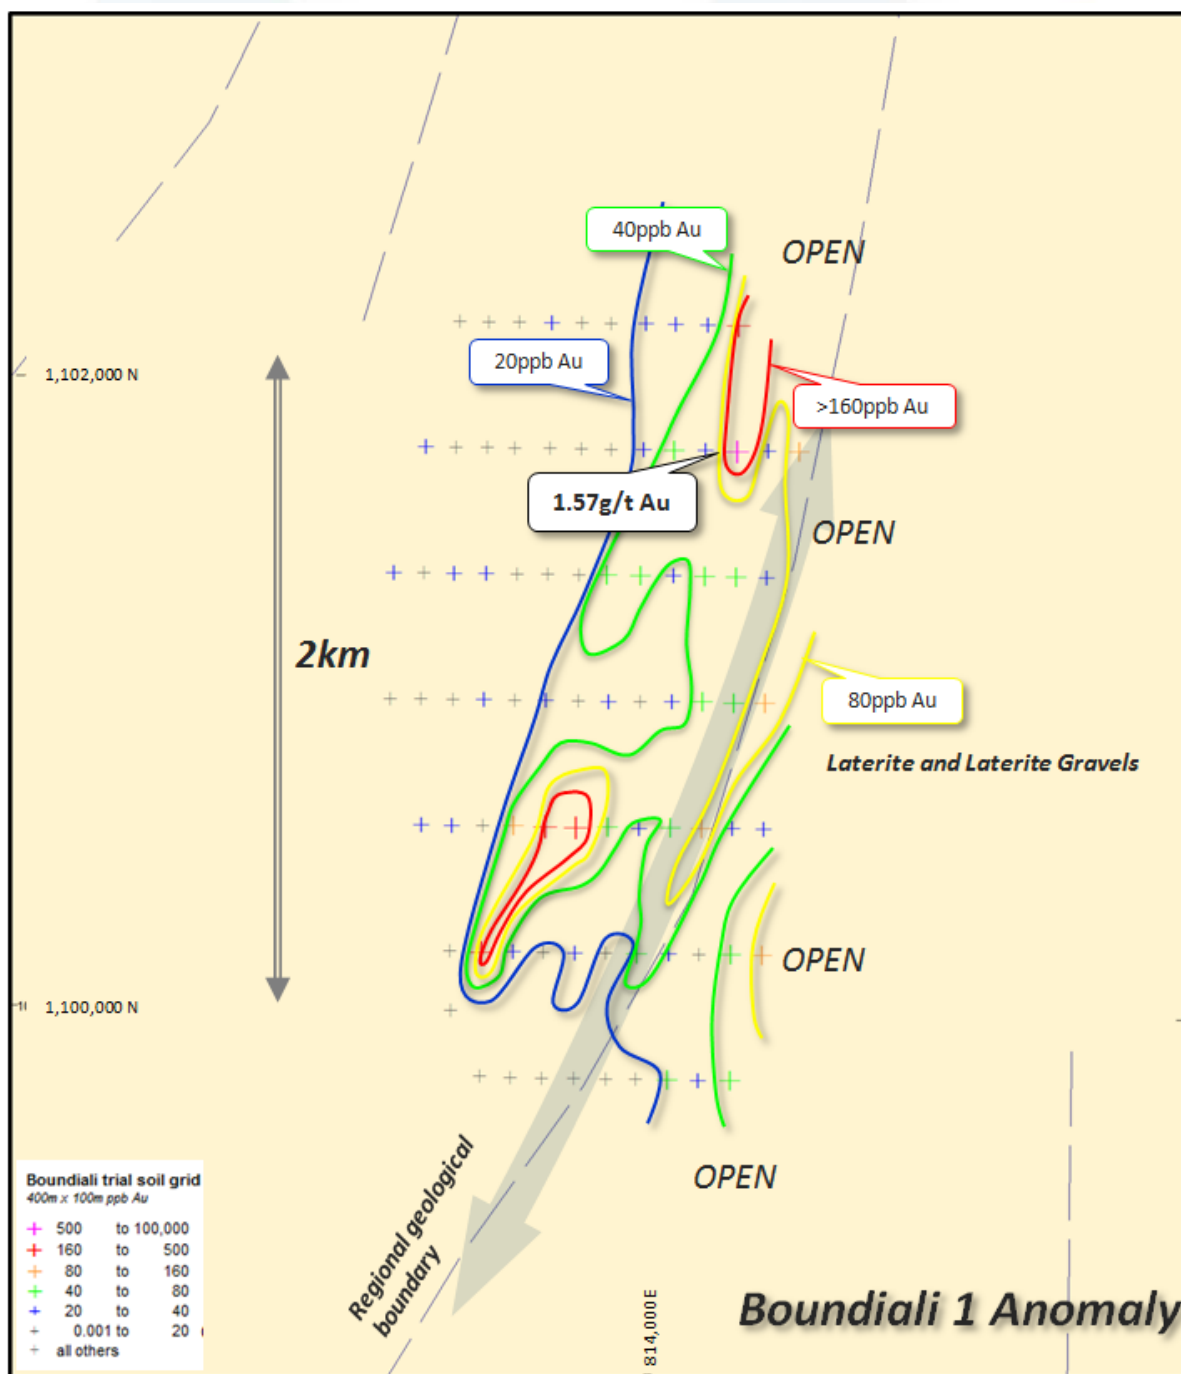 40ppb Au
OPEN
20ppb Au
1,102,000 N
>160ppb Au
1.57g/t Au
OPEN
2km
80ppb Au
Laterite and Laterite Gravels
OPEN
1,100,000 N
OPEN
Regional geological
boundary
814,000E
Boundiali 1 Anomaly
Boundiali trial soil grid
400m x 100m ppb Au
500 to 100,000
160 to 500
80 to 160
40 to 80
20 to 40
0.001 to 20
all others